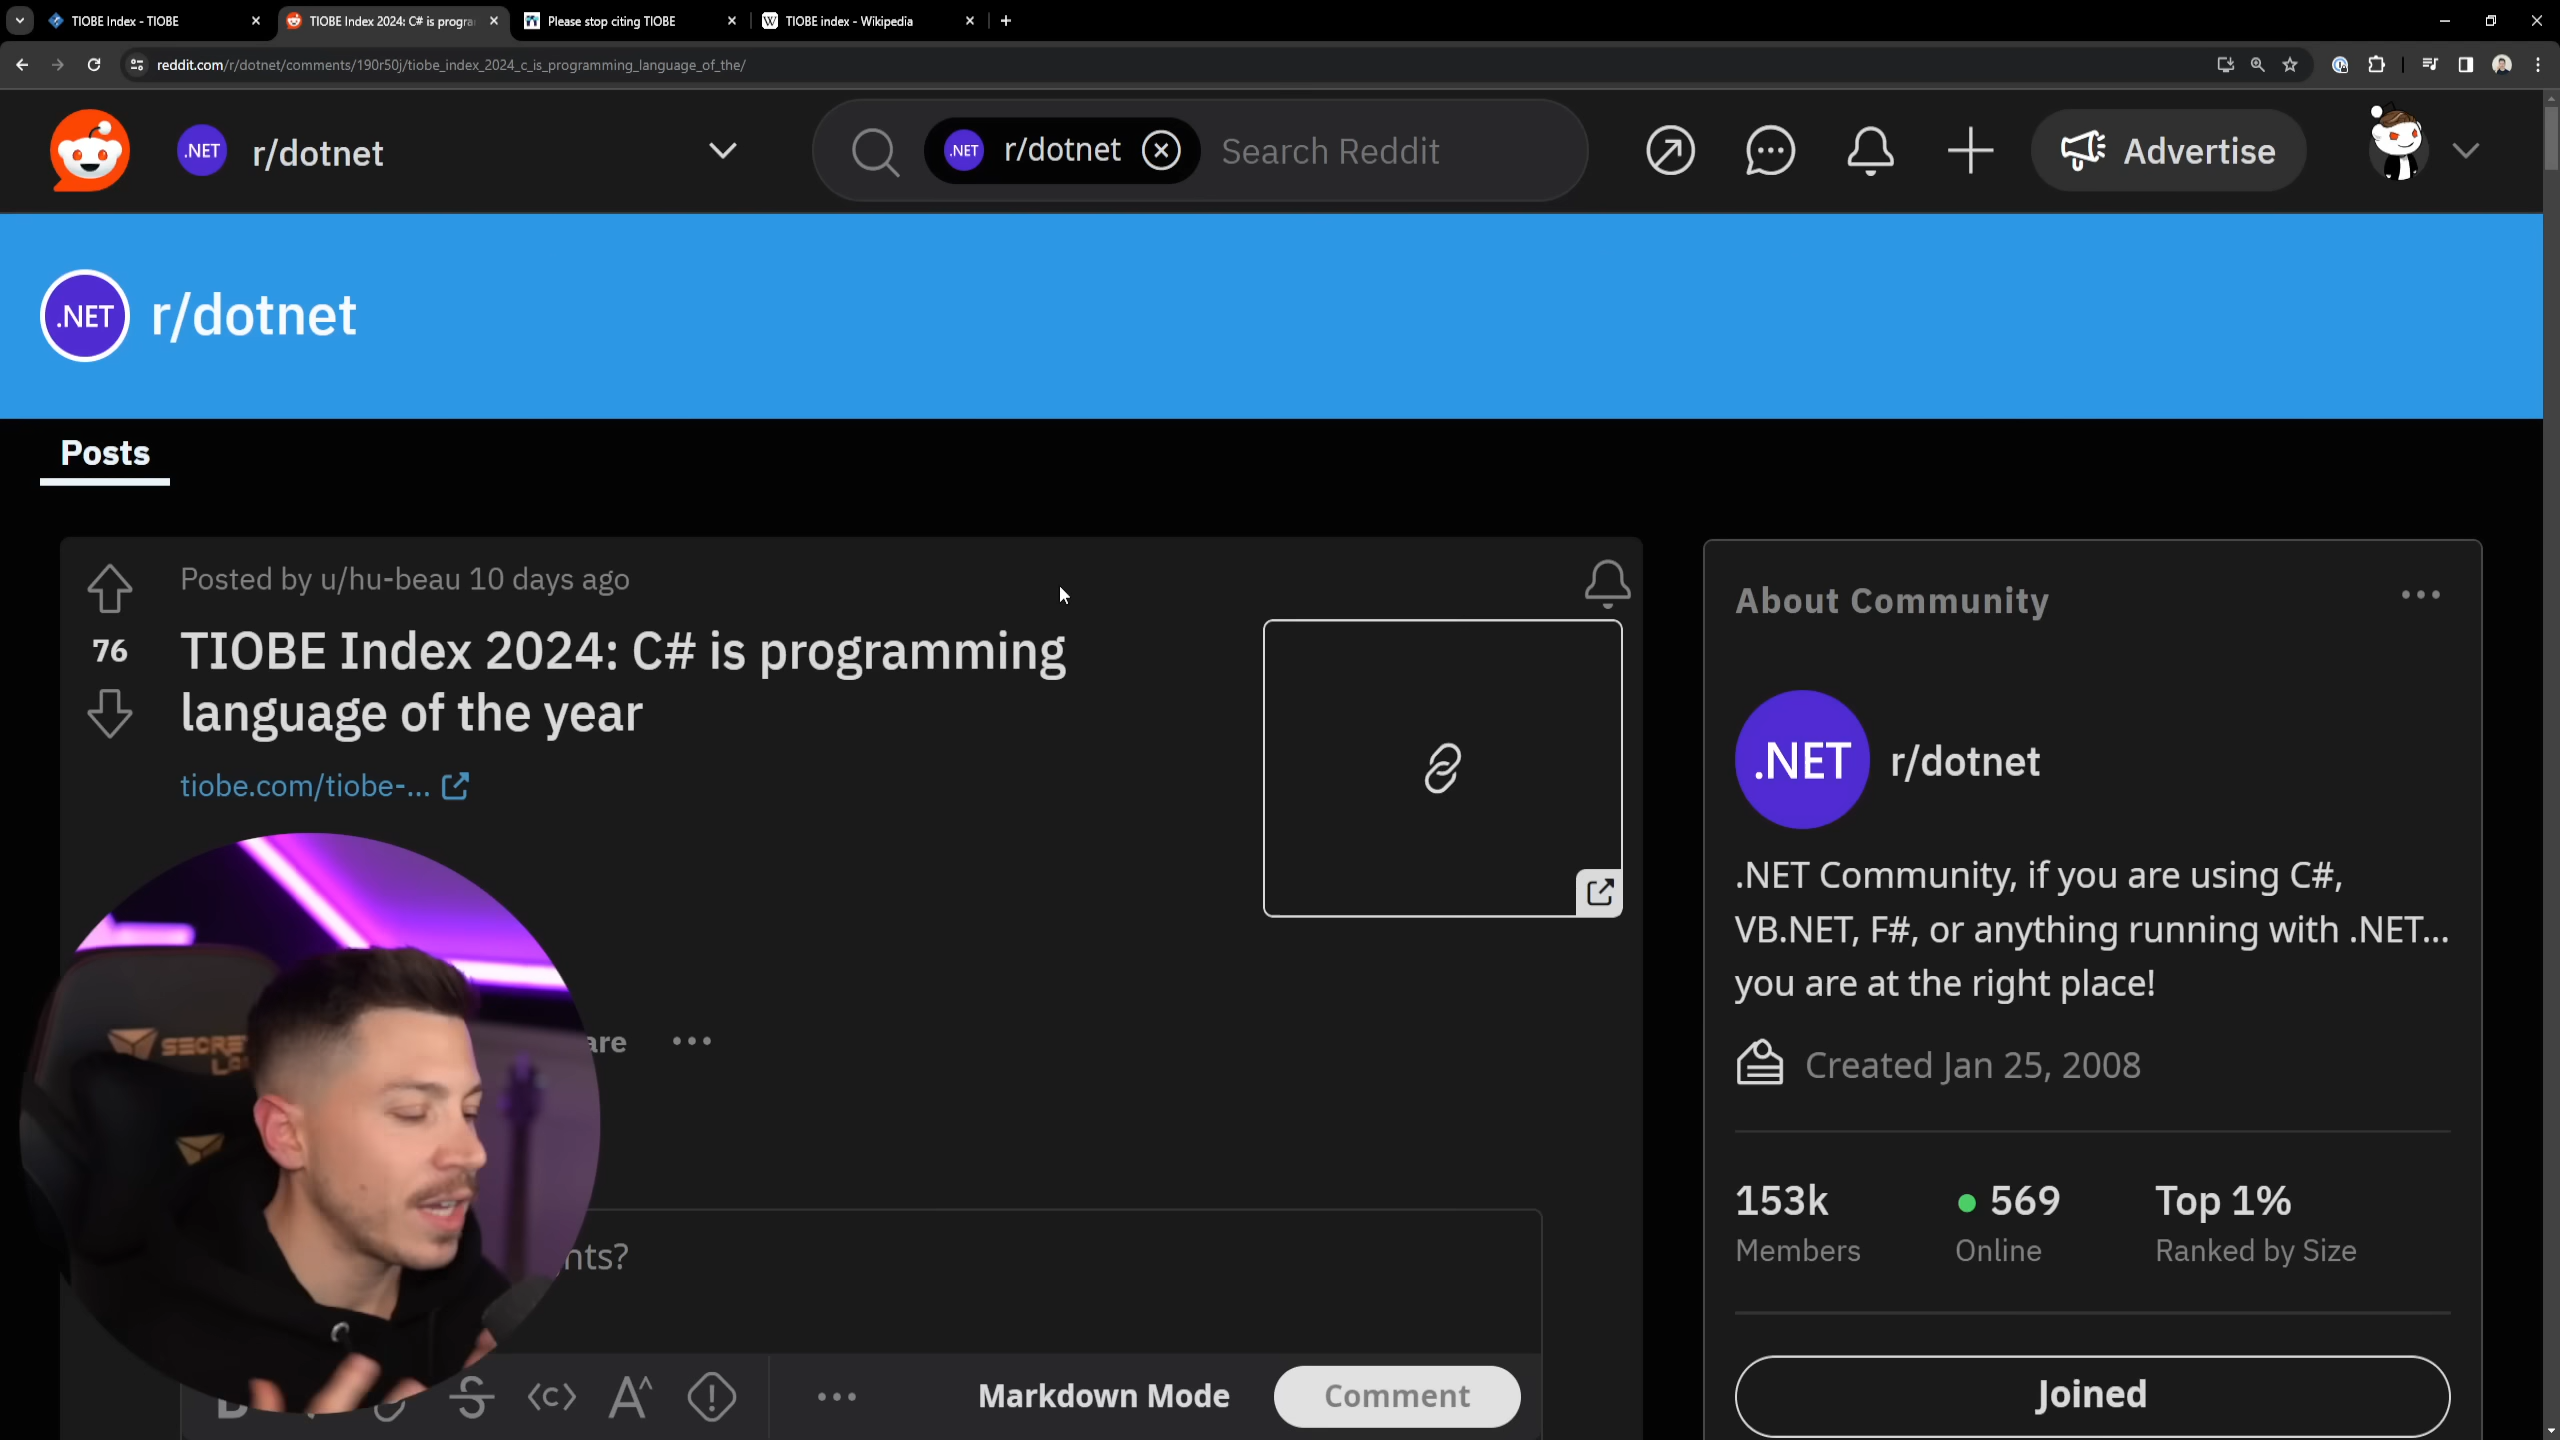 TIOBE Index - TIOBE
TIOBE Index 2024: C# is progra
Please stop citing TIOBE
W
TIOBE index - Wikipedia
reddit.com/r/dotnet/comments/190r50j/tiobe_index_2024_c_is_programming_language_of_the/
.NET
r/dotnet
.NET
r/dotnet
Search Reddit
Advertise
.NET
r/dotnet
Posts
Posted by u/hu-beau 10 days ago
76
TIOBE Index 2024: C# is programming
language of the year
tiobe.com/tiobe-...
are
nts?
Markdown Mode
Comment
About Community
.NET
r/dotnet
.NET Community, if you are using C#,
VB.NET, F#, or anything running with .NET...
you are at the right place!
Created Jan 25, 2008
153k
569
Top 1%
Members
Online
Ranked by Size
Joined